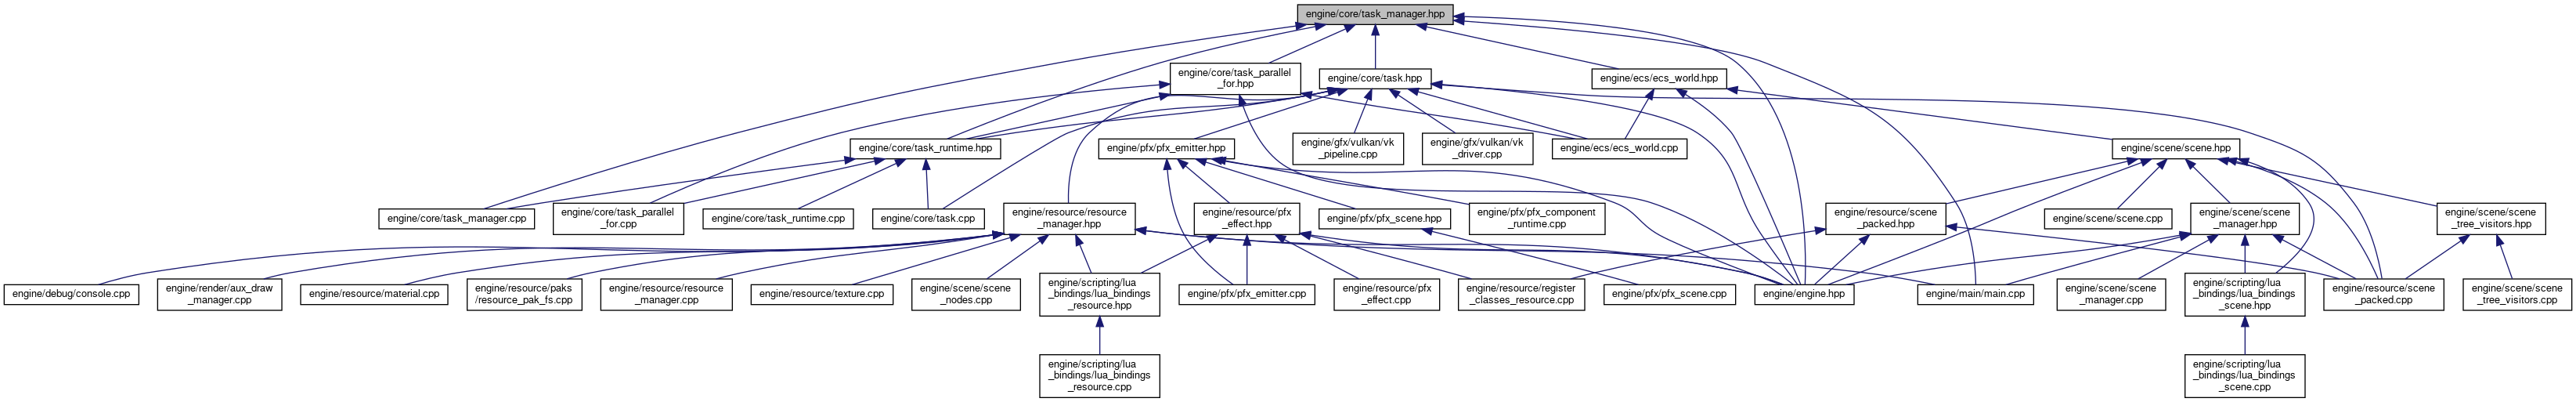 engine/core/task_manager.hpp
engine/core/task_parallel
_for.hpp
engine/core/task.hpp
engine/ecs/ecs_world.hpp
engine/core/task_runtime.hpp
engine/pfx/pfx_emitter.hpp
engine/gfx/vulkan/vk
_pipeline.cpp
engine/gfx/vulkan/vk
_driver.cpp
engine/ecs/ecs_world.cpp
engine/scene/scene.hpp
engine/core/task_manager.cpp
engine/core/task_parallel
_for.cpp
engine/core/task_runtime.cpp
engine/core/task.cpp
engine/resource/resource
_manager.hpp
engine/resource/pfx
_effect.hpp
engine/pfx/pfx_scene.hpp
engine/pfx/pfx_component
_runtime.cpp
engine/resource/scene
_packed.hpp
engine/scene/scene.cpp
engine/scene/scene
_manager.hpp
engine/scene/scene
_tree_visitors.hpp
engine/debug/console.cpp
engine/render/aux_draw
_manager.cpp
engine/resource/material.cpp
engine/resource/paks
/resource_pak_fs.cpp
engine/resource/resource
_manager.cpp
engine/resource/texture.cpp
engine/scene/scene
_nodes.cpp
engine/scripting/lua
_bindings/lua_bindings
_resource.hpp
engine/pfx/pfx_emitter.cpp
engine/resource/pfx
_effect.cpp
engine/resource/register
_classes_resource.cpp
engine/pfx/pfx_scene.cpp
engine/engine.hpp
engine/main/main.cpp
engine/scene/scene
_manager.cpp
engine/scripting/lua
_bindings/lua_bindings
_scene.hpp
engine/resource/scene
_packed.cpp
engine/scene/scene
_tree_visitors.cpp
engine/scripting/lua
_bindings/lua_bindings
_resource.cpp
engine/scripting/lua
_bindings/lua_bindings
_scene.cpp